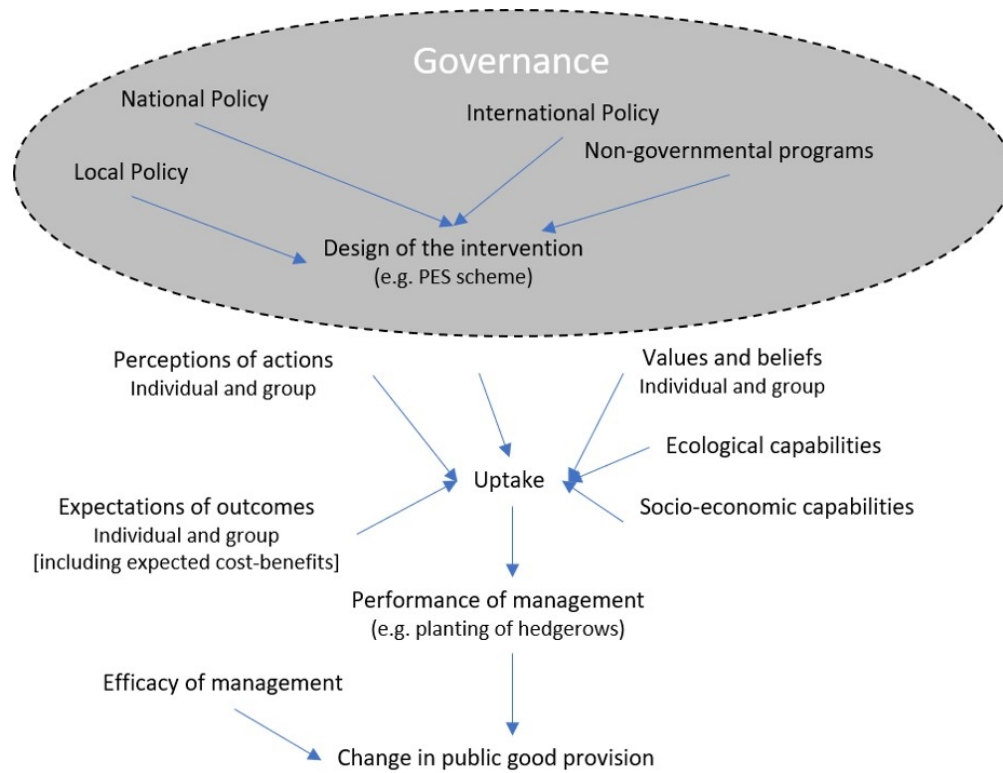 Governance
National Policy
International Policy
Non-governmental programs
Local Policy
Design of the intervention
(e.g. PES scheme)
Perceptions of actions
Individual and group
Values and beliefs
Individual and group
Ecological capabilities
Uptake
Expectations of outcomes
Individual and group
[including expected cost-benefits]
Socio-economic capabilities
Performance of management
(e.g. planting of hedgerows)
Efficacy of management
Change in public good provision